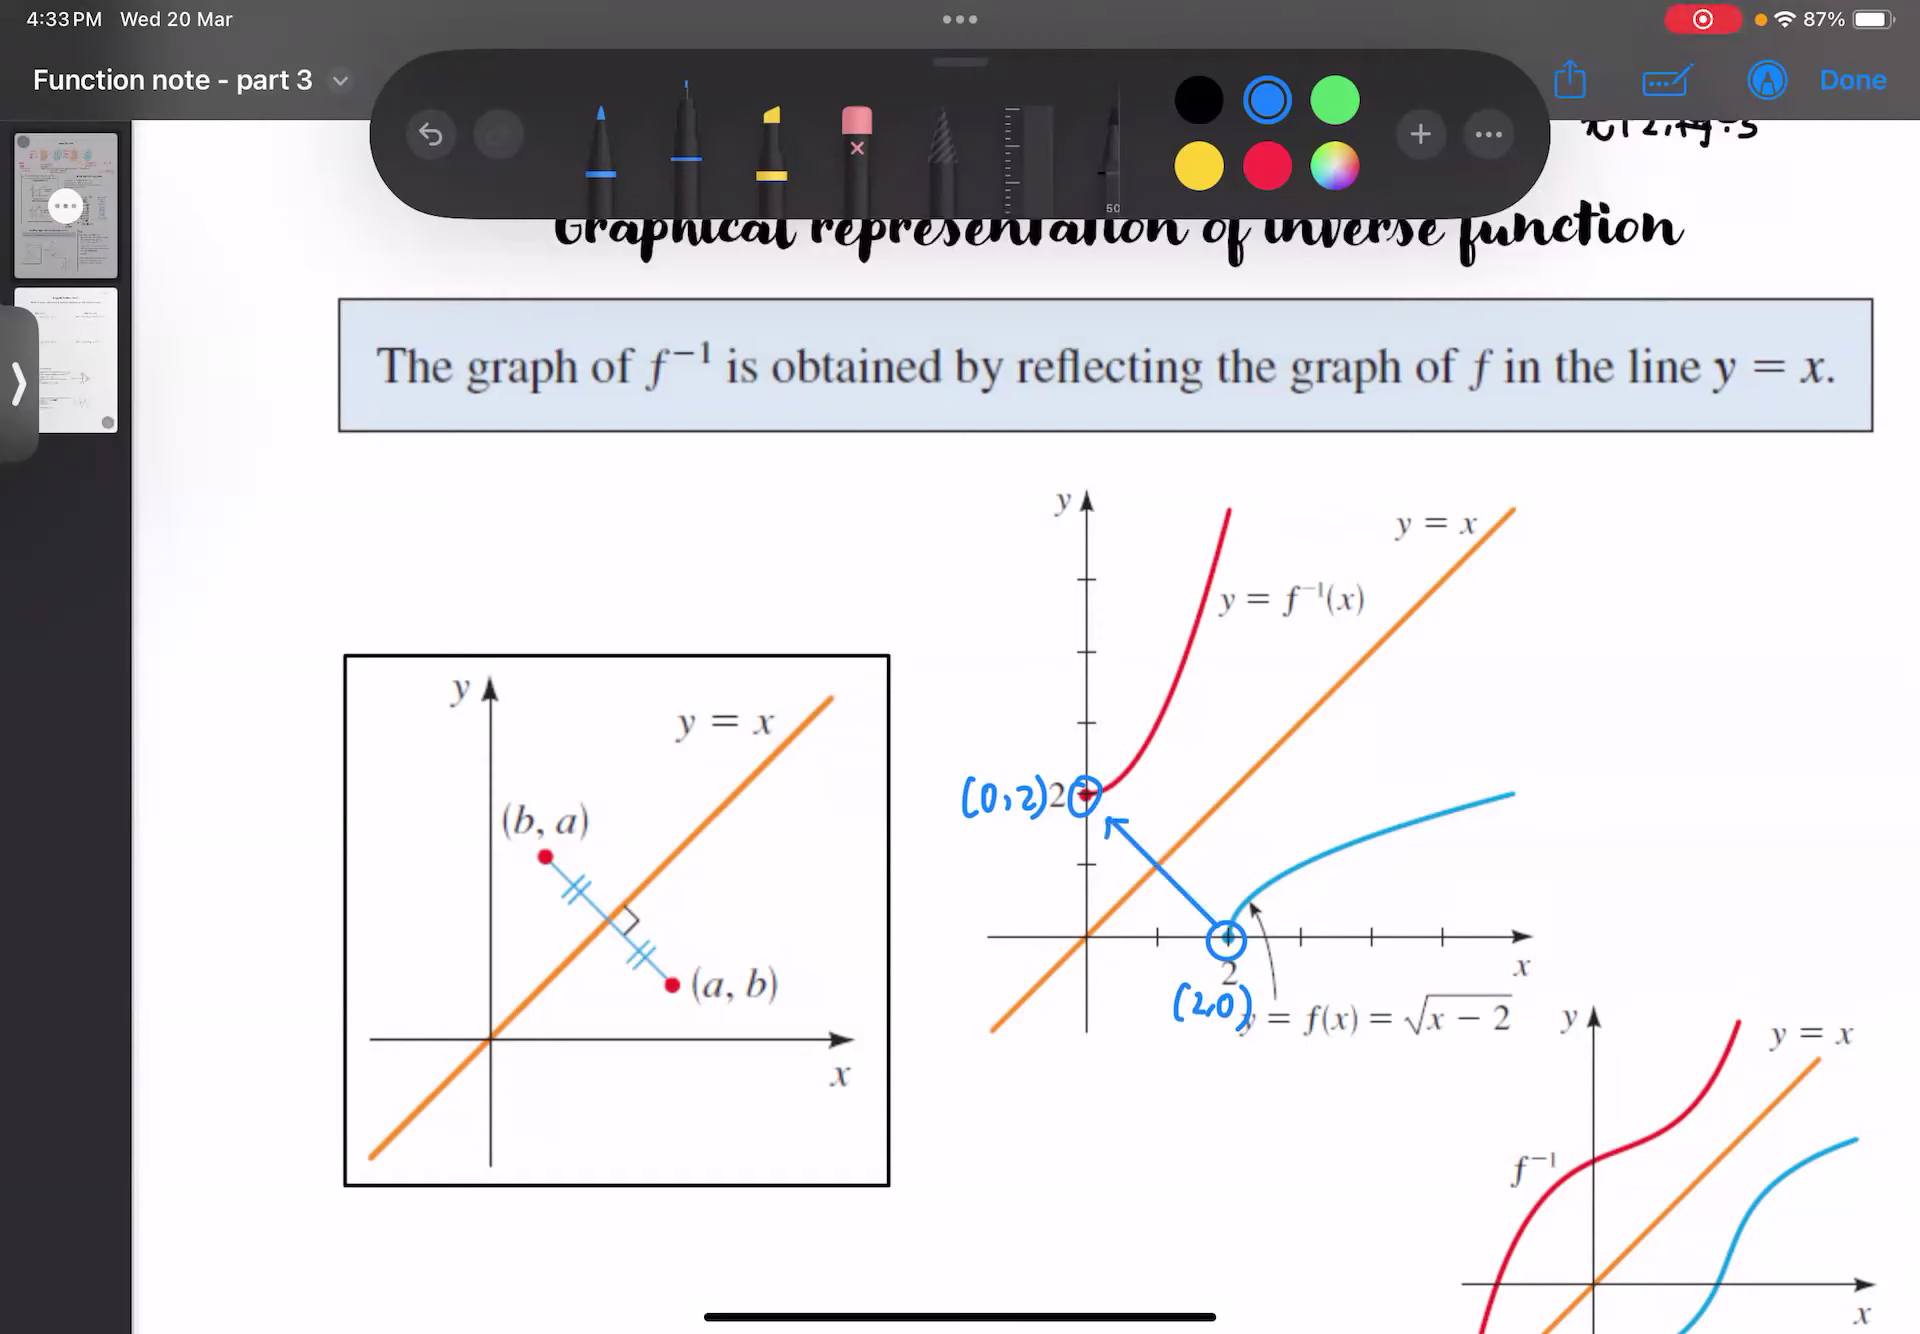 4:33 PM Wed 20 Mar
87%
Function note - part 3
Done
50
Graphical representation of inverse function
The graph of f⁻¹ is obtained by reflecting the graph of f in the line y = x.
y
y = x
y = f⁻¹(x)
(0,2) 2
2
x
(2,0)
y = f(x) = √x − 2
y
y = x
(b, a)
(a, b)
x
y
y = x
f⁻¹
x